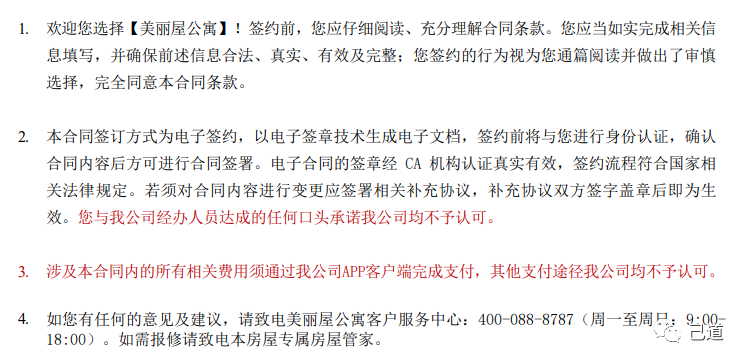 1. 欢迎您选择【美丽屋公寓】！签约前，您应仔细阅读、充分理解合同条款。您应当如实完成相关信
息填写，并确保前述信息合法、真实、有效及完整；您签约的行为视为您通篇阅读并做出了审慎
选择，完全同意本合同条款。
2. 本合同签订方式为电子签约，以电子签章技术生成电子文档，签约前将与您进行身份认证，确认
合同内容后方可进行合同签署。电子合同的签章经 CA 机构认证真实有效，签约流程符合国家相
关法律规定。若须对合同内容进行变更应签署相关补充协议，补充协议双方签字盖章后即为生
效。您与我公司经办人员达成的任何口头承诺我公司均不予认可。
3. 涉及本合同内的所有相关费用须通过我公司APP客户端完成支付，其他支付途径我公司均不予认可。
4. 如您有任何的意见及建议，请致电美丽屋公寓客户服务中心：400-088-8787（周一至周日：9:00-
18:00）。如需报修请致电本房屋专属房屋管家。
己道